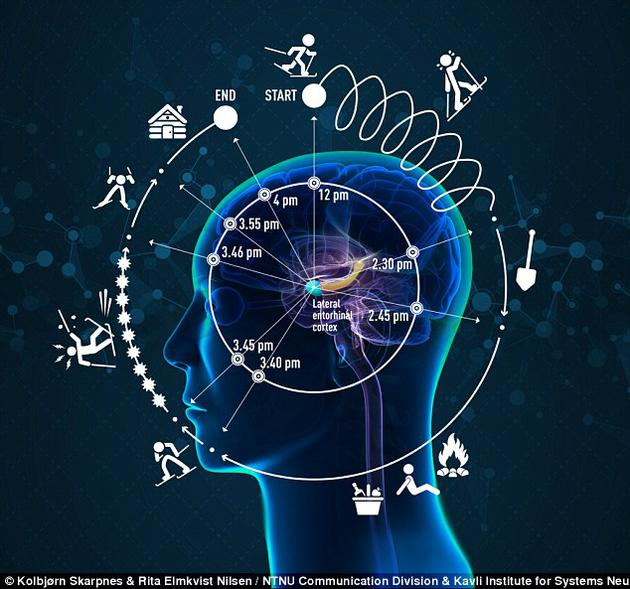 END
START
12 pm
4 pm
3.55 pm
3.46 pm
2.30 pm
Lateral
entorhinal
cortex
2.45 pm
3.45 pm
3.40 pm
© Kolbjørn Skarpnes & Rita Elmkvist Nilsen / NTNU Communication Division & Kavli Institute for Systems Neu